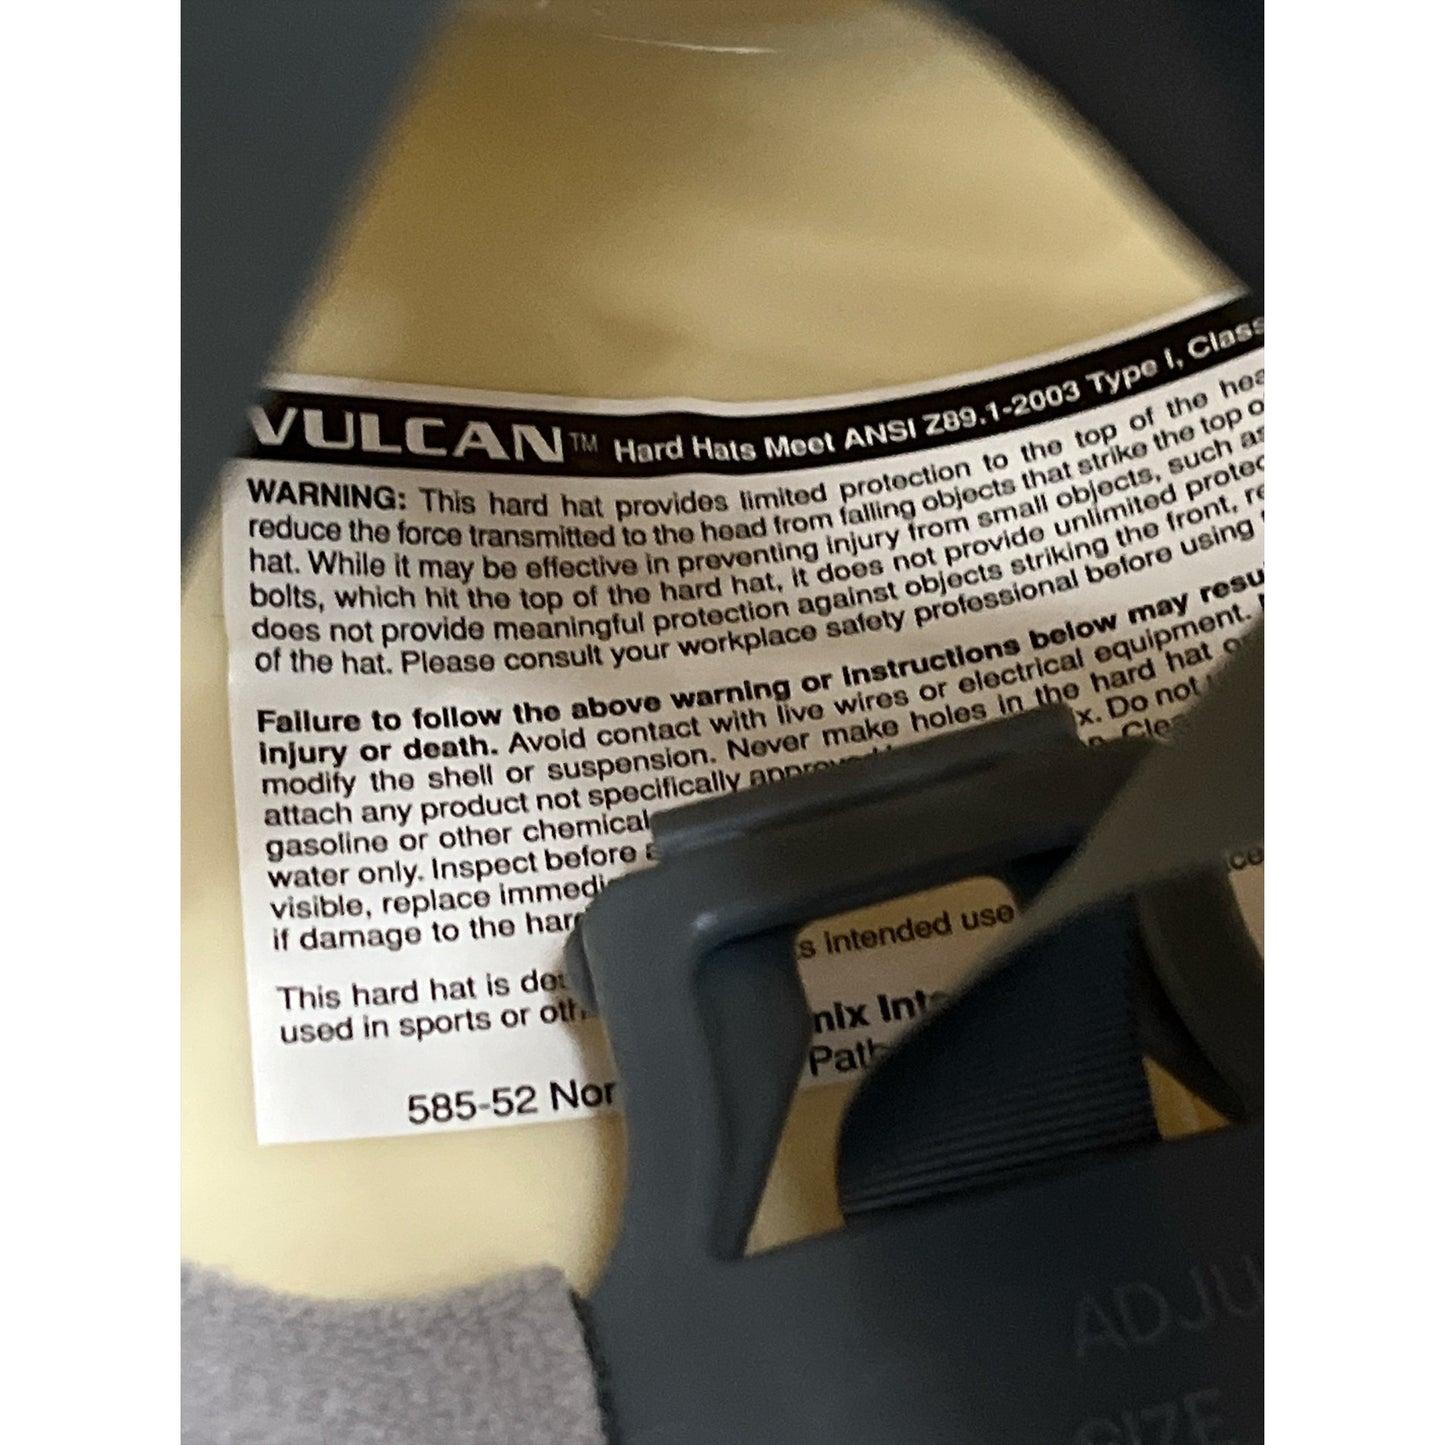 VULCAN™ Hard Hats Meet ANSI Z89.1-2003 Type I, Class
WARNING: This hard hat provides limited protection to the top of the
reduce the force transmitted to the head from falling objects that strike the top
hat. While it may be effective in preventing injury from small objects, such
bolts, which hit the top of the hard hat, it does not provide unlimited
does not provide meaningful protection against objects striking the front,
of the hat. Please consult your workplace safety professional before using
Failure to follow the above warning or instructions below may
injury or death. Avoid contact with live wires or electrical equipment.
modify the shell or suspension. Never make holes in the hard hat
attach any product not specifically Do not
gasoline or other
water only. Inspect before
visible, replace
if damage to the
This hard hat is intended use
used in sports or
585-52
ADJU
SIZE